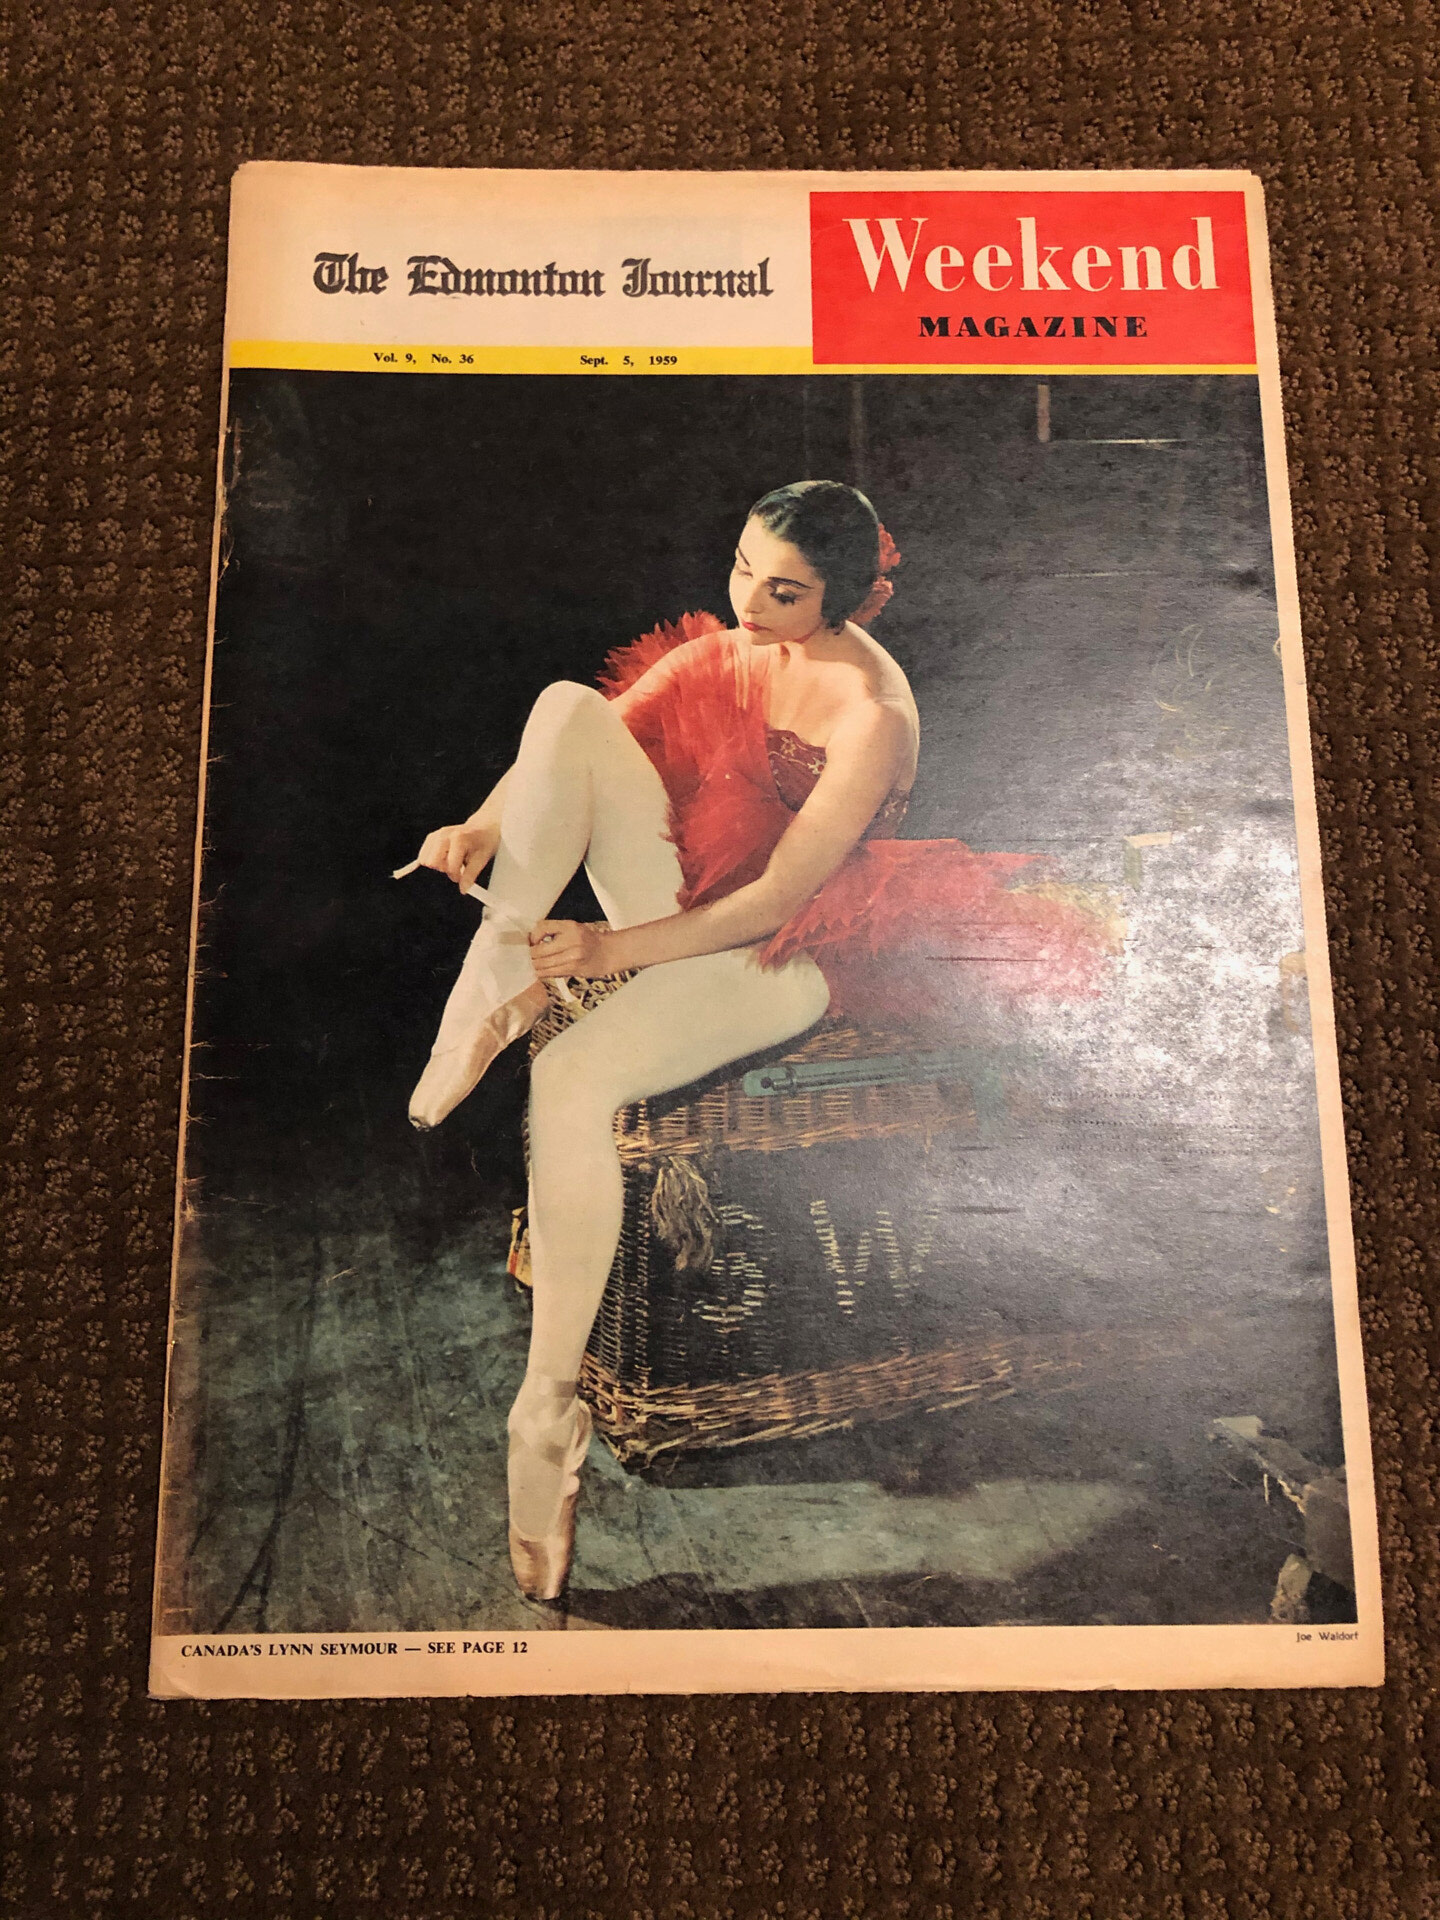 The Edmonton Journal
Weekend
MAGAZINE
Vol. 9, No. 36 Sept. 5, 1959
CANADA'S LYNN SEYMOUR — SEE PAGE 12
Joe Waldorf